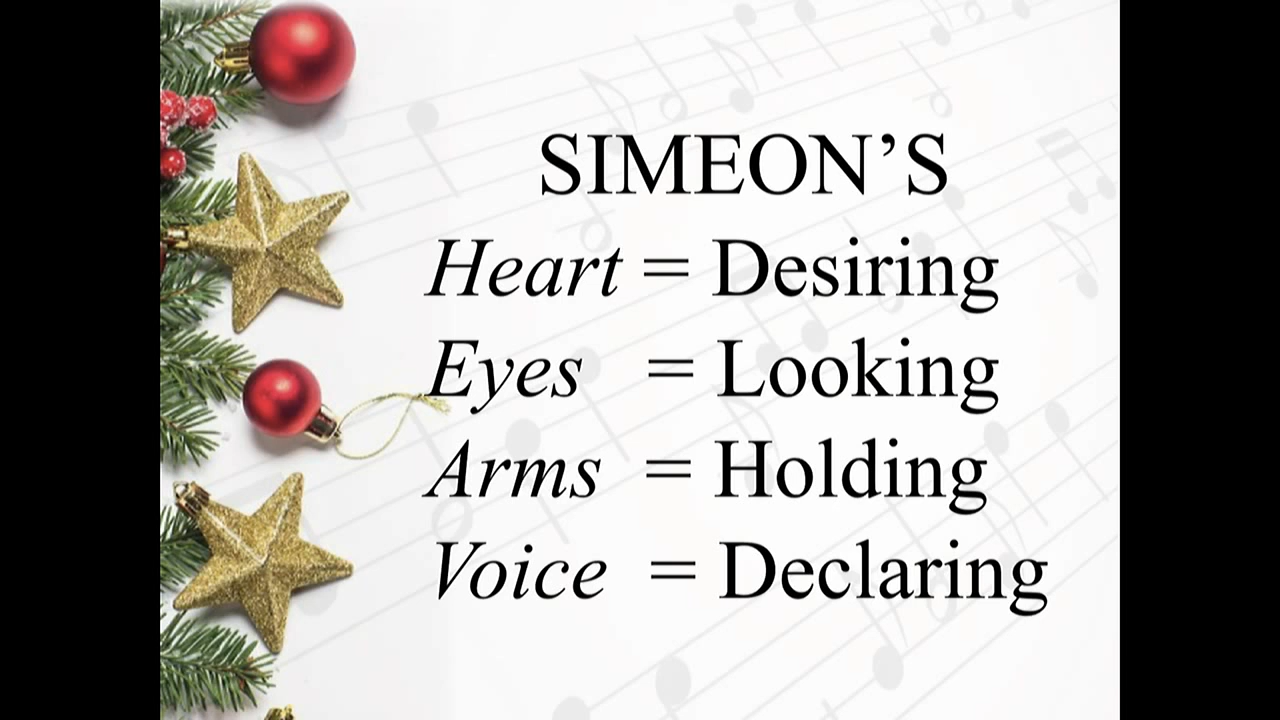 SIMEON’S
Heart = Desiring
Eyes = Looking
Arms = Holding
Voice = Declaring